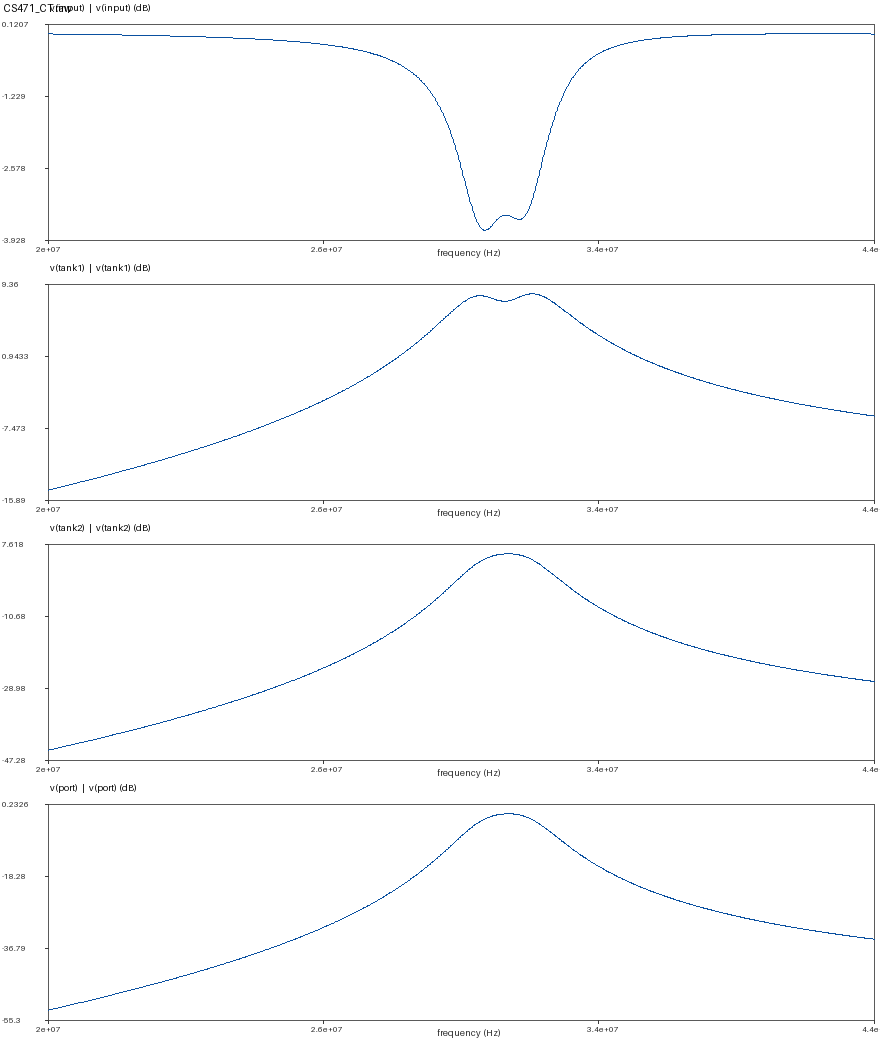 CS471_CT.raw
v(input) | v(input) (dB)
0.1207
-1.229
-2.578
-3.928
2e+07 2.6e+07 3.4e+07 4.4e
frequency (Hz)
v(tank1) | v(tank1) (dB)
9.36
0.9433
-7.473
-15.89
2e+07 2.6e+07 3.4e+07 4.4e
frequency (Hz)
v(tank2) | v(tank2) (dB)
7.618
-10.68
-28.98
-47.28
2e+07 2.6e+07 3.4e+07 4.4e
frequency (Hz)
v(port) | v(port) (dB)
0.2326
-18.28
-36.79
-55.3
2e+07 2.6e+07 3.4e+07 4.4e
frequency (Hz)